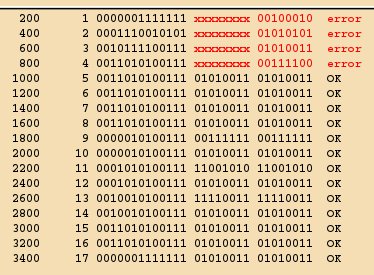 200 1 0000001111111 xxxxxxxx 00100010 error
400 2 0001110010101 xxxxxxxx 01010101 error
600 3 0010111100111 xxxxxxxx 01010011 error
800 4 0011010100111 xxxxxxxx 00111100 error
1000 5 0011010100111 01010011 01010011 OK
1200 6 0011010100111 01010011 01010011 OK
1400 7 0011010100111 01010011 01010011 OK
1600 8 0011010100111 01010011 01010011 OK
1800 9 0000010100111 00111111 00111111 OK
2000 10 0000010100111 01010011 01010011 OK
2200 11 0001010100111 11001010 11001010 OK
2400 12 0001010100111 01010011 01010011 OK
2600 13 0010010100111 11110011 11110011 OK
2800 14 0010010100111 01010011 01010011 OK
3000 15 0011010100111 01010011 01010011 OK
3200 16 0011010100111 01010011 01010011 OK
3400 17 0000001111111 01010011 01010011 OK